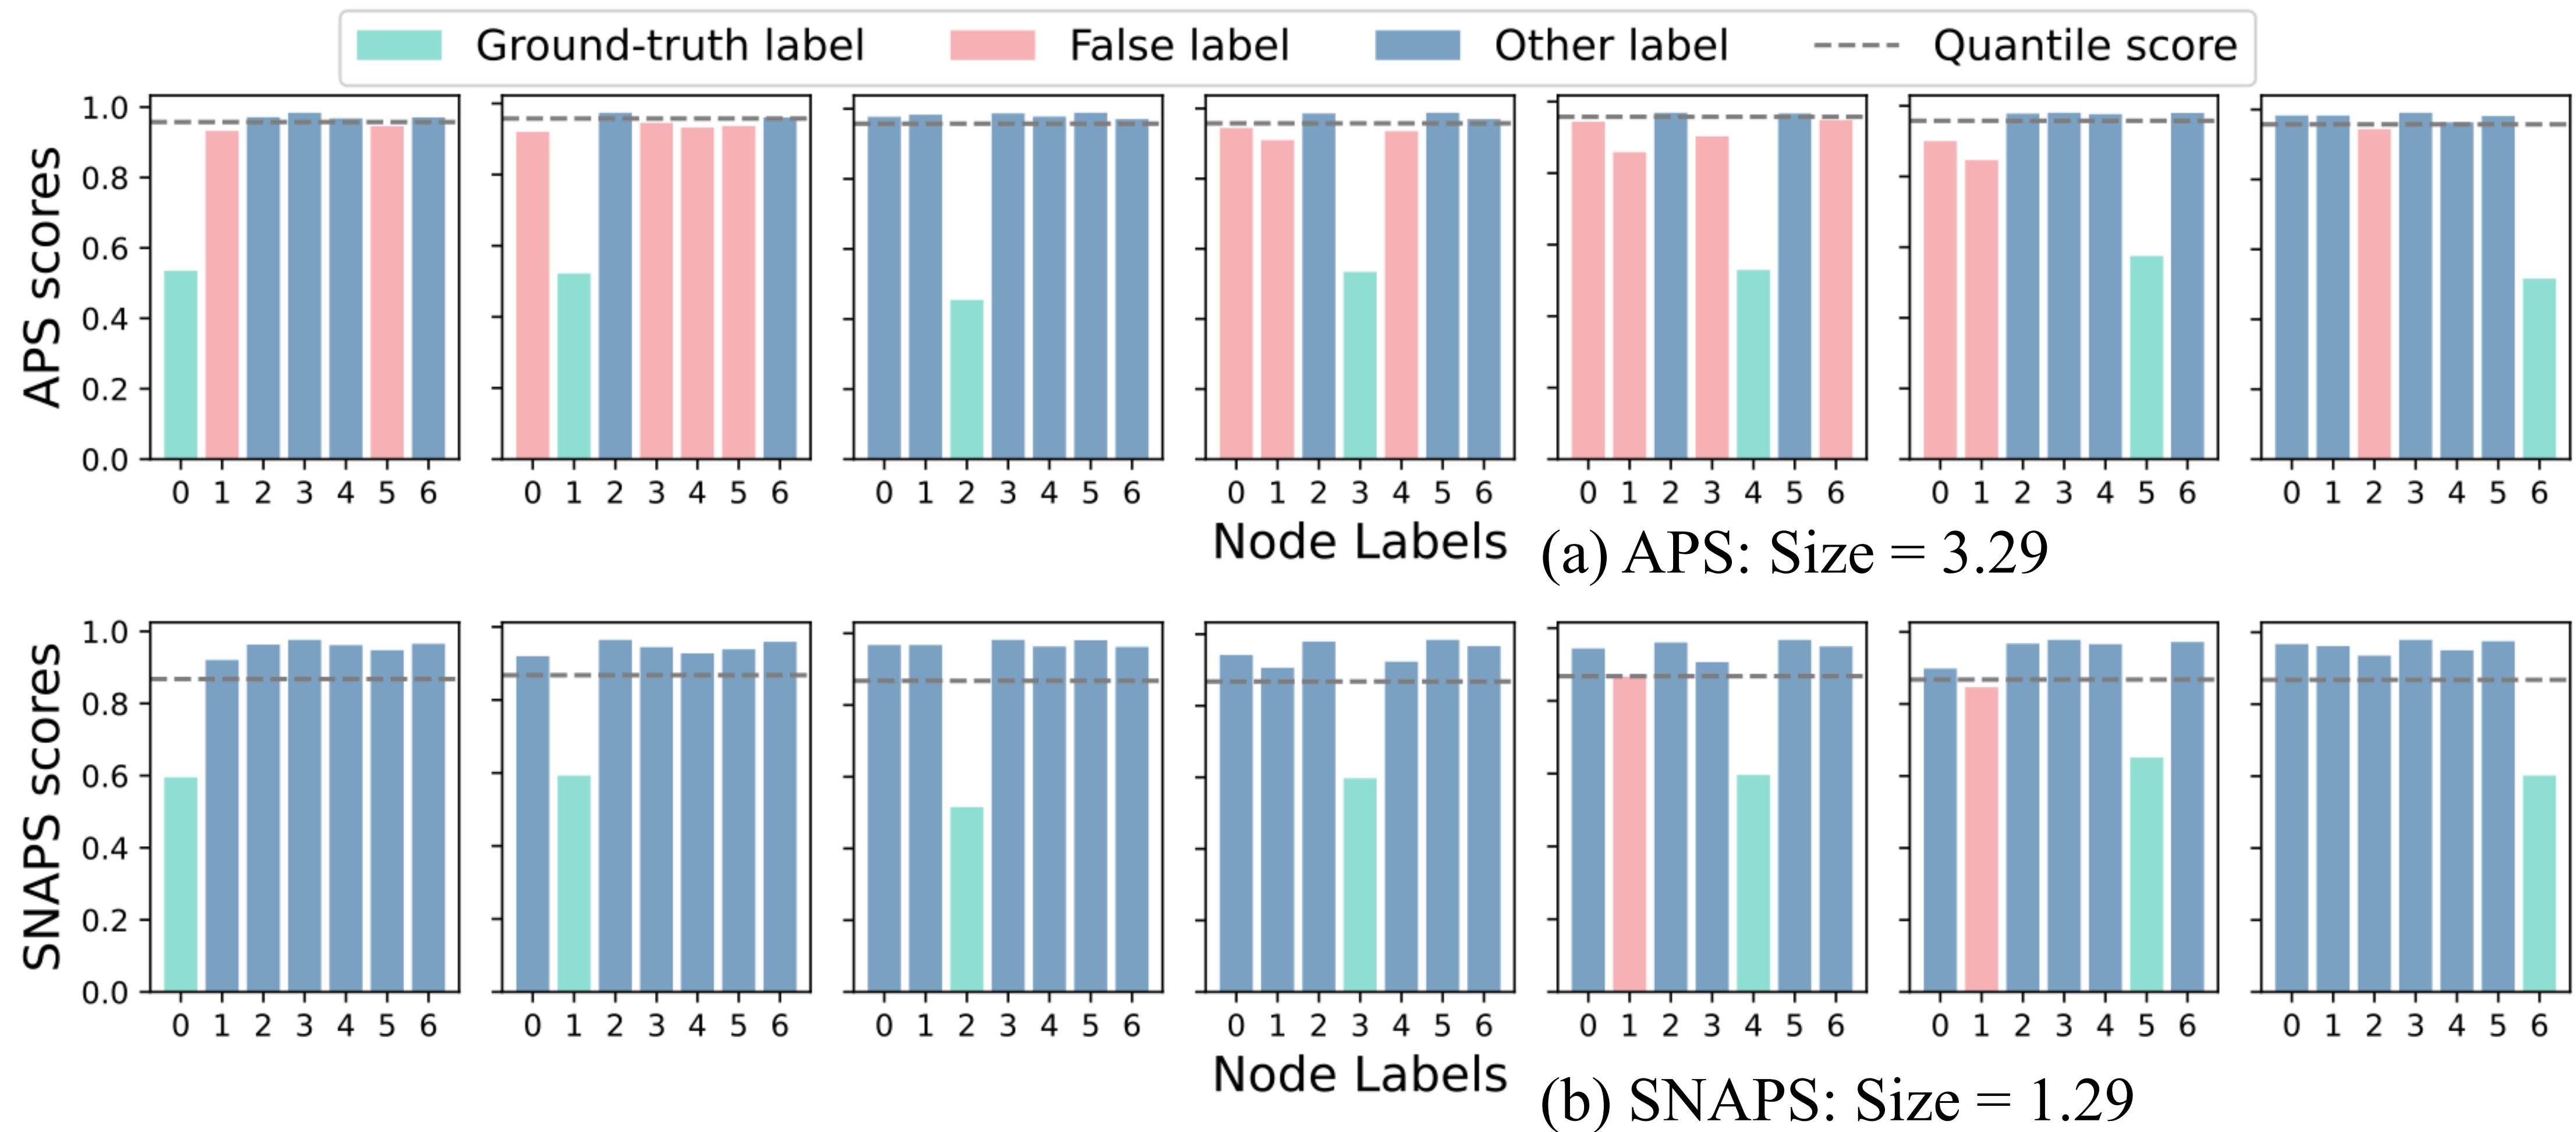 Ground-truth label False label Other label Quantile score
APS scores
1.0
0.8
0.6
0.4
0.2
0.0
0 1 2 3 4 5 6
0 1 2 3 4 5 6
0 1 2 3 4 5 6
0 1 2 3 4 5 6
0 1 2 3 4 5 6
0 1 2 3 4 5 6
0 1 2 3 4 5 6
Node Labels
(a) APS: Size = 3.29
SNAPS scores
1.0
0.8
0.6
0.4
0.2
0.0
0 1 2 3 4 5 6
0 1 2 3 4 5 6
0 1 2 3 4 5 6
0 1 2 3 4 5 6
0 1 2 3 4 5 6
0 1 2 3 4 5 6
0 1 2 3 4 5 6
Node Labels
(b) SNAPS: Size = 1.29